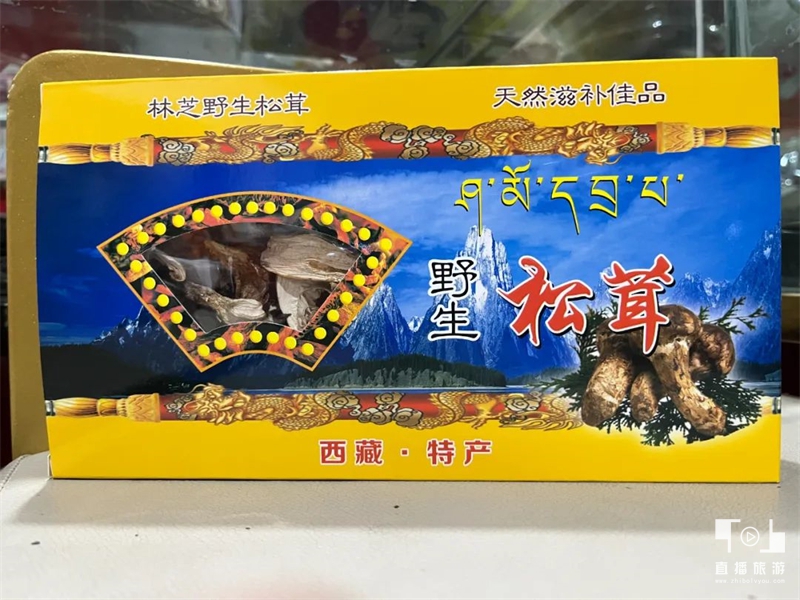 林芝野生松茸
天然滋补佳品
ཤ་མོ་དབྲ་པ་
野生
松茸
西藏·特产
直播旅游